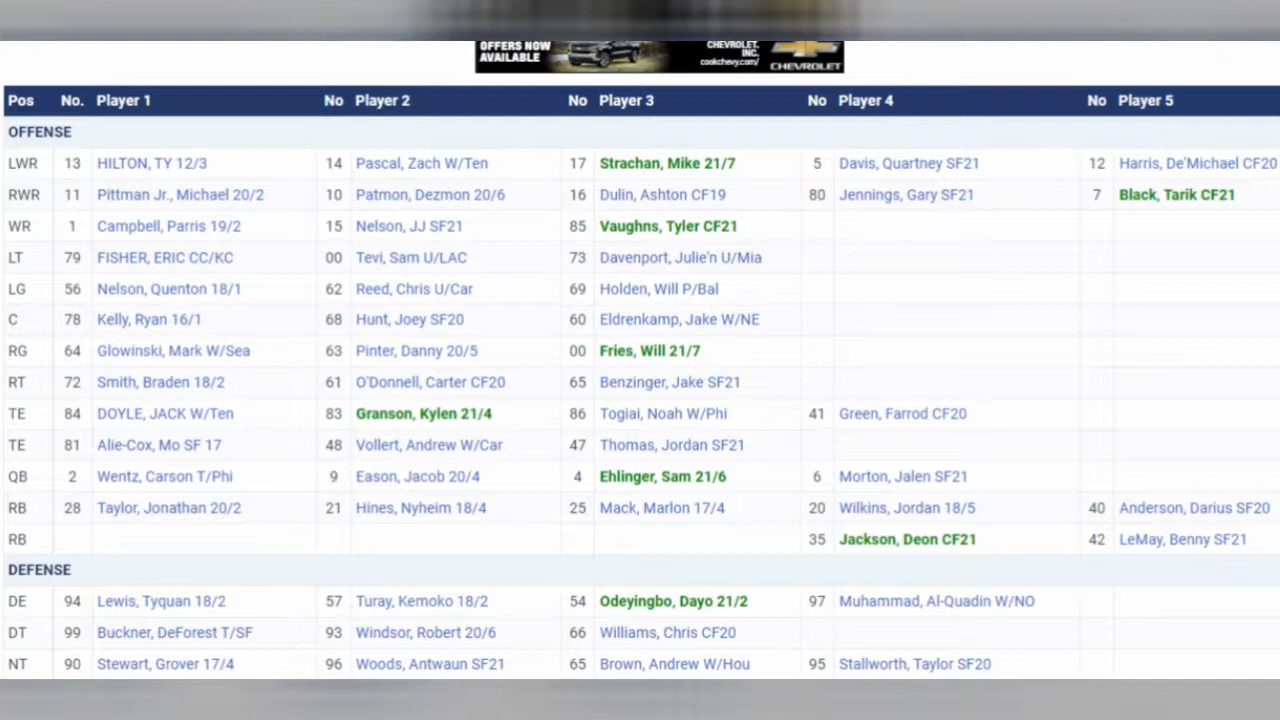 OFFERS NOW AVAILABLE
CHEVROLET, INC.
cookchevy.com/
CHEVROLET
Pos No. Player 1 No Player 2 No Player 3 No Player 4 No Player 5
OFFENSE
LWR 13 HILTON, TY 12/3 14 Pascal, Zach W/Ten 17 Strachan, Mike 21/7 5 Davis, Quartney SF21 12 Harris, De'Michael CF20
RWR 11 Pittman Jr., Michael 20/2 10 Patmon, Dezmon 20/6 16 Dulin, Ashton CF19 80 Jennings, Gary SF21 7 Black, Tarik CF21
WR 1 Campbell, Parris 19/2 15 Nelson, JJ SF21 85 Vaughns, Tyler CF21
LT 79 FISHER, ERIC CC/KC 00 Tevi, Sam U/LAC 73 Davenport, Julie'n U/Mia
LG 56 Nelson, Quenton 18/1 62 Reed, Chris U/Car 69 Holden, Will P/Bal
C 78 Kelly, Ryan 16/1 68 Hunt, Joey SF20 60 Eldrenkamp, Jake W/NE
RG 64 Glowinski, Mark W/Sea 63 Pinter, Danny 20/5 00 Fries, Will 21/7
RT 72 Smith, Braden 18/2 61 O'Donnell, Carter CF20 65 Benzinger, Jake SF21
TE 84 DOYLE, JACK W/Ten 83 Granson, Kylen 21/4 86 Togiai, Noah W/Phi 41 Green, Farrod CF20
TE 81 Alie-Cox, Mo SF 17 48 Vollert, Andrew W/Car 47 Thomas, Jordan SF21
QB 2 Wentz, Carson T/Phi 9 Eason, Jacob 20/4 4 Ehlinger, Sam 21/6 6 Morton, Jalen SF21
RB 28 Taylor, Jonathan 20/2 21 Hines, Nyheim 18/4 25 Mack, Marlon 17/4 20 Wilkins, Jordan 18/5 40 Anderson, Darius SF20
RB 35 Jackson, Deon CF21 42 LeMay, Benny SF21
DEFENSE
DE 94 Lewis, Tyquan 18/2 57 Turay, Kemoko 18/2 54 Odeyingbo, Dayo 21/2 97 Muhammad, Al-Quadin W/NO
DT 99 Buckner, DeForest T/SF 93 Windsor, Robert 20/6 66 Williams, Chris CF20
NT 90 Stewart, Grover 17/4 96 Woods, Antwaun SF21 65 Brown, Andrew W/Hou 95 Stallworth, Taylor SF20